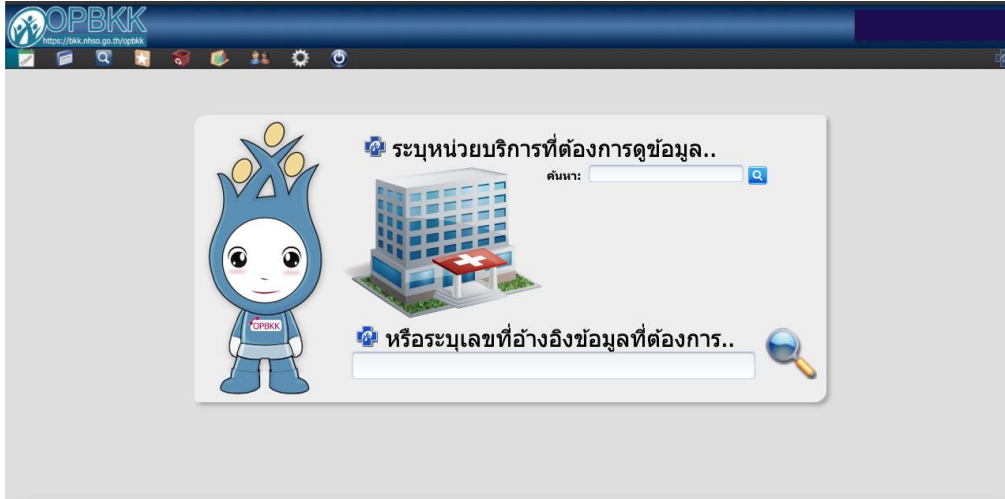 OPBKK
https://bkk.nhso.go.th/opbkk
ระบุหน่วยบริการที่ต้องการดูข้อมูล..
ค้นหา:
OPBKK
หรือระบุเลขที่อ้างอิงข้อมูลที่ต้องการ..